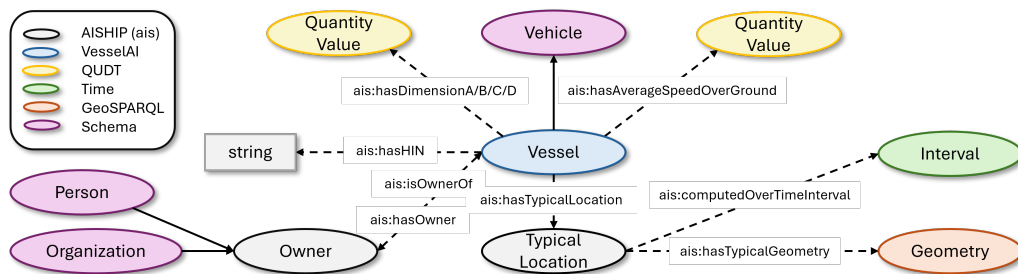 AISHIP (ais)
VesselAI
QUDT
Time
GeoSPARQL
Schema
Quantity
Value
Vehicle
Quantity
Value
ais:hasDimensionA/B/C/D
ais:hasAverageSpeedOverGround
string
ais:hasHIN
Vessel
Interval
Person
ais:isOwnerOf
ais:hasTypicalLocation
ais:computedOverTimeInterval
ais:hasOwner
Organization
Owner
Typical
Location
ais:hasTypicalGeometry
Geometry